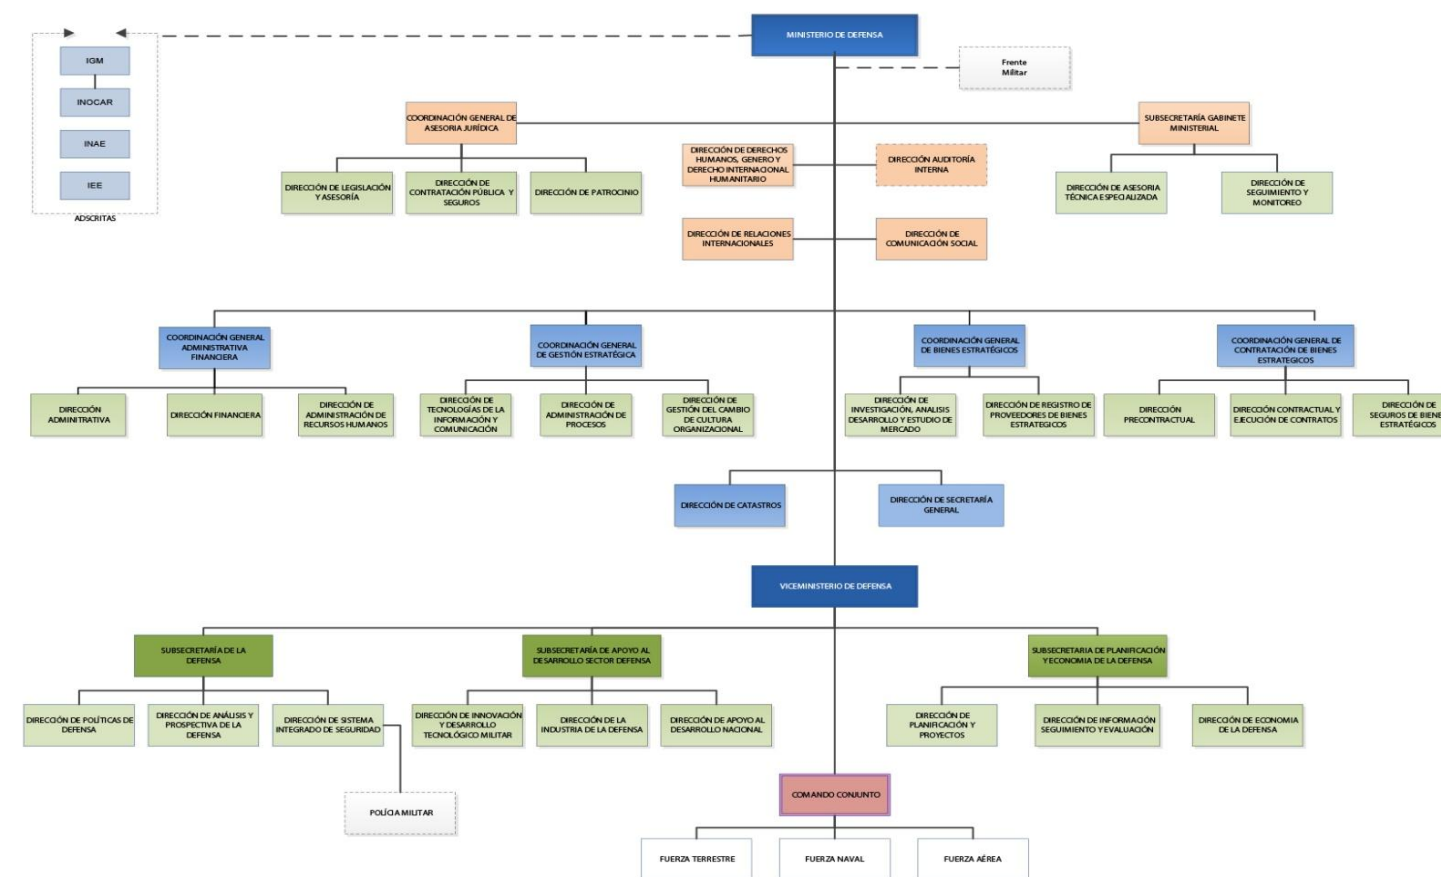 MINISTERIO DE DEFENSA
Frente
Militar
IGM
INOCAR
INAE
IEE
ADSCRITAS
COORDINACIÓN GENERAL DE
ASESORIA JURÍDICA
SUBSECRETARÍA GABINETE
MINISTERIAL
DIRECCIÓN DE DERECHOS
HUMANOS, GENERO Y
DERECHO INTERNACIONAL
HUMANITARIO
DIRECCIÓN AUDITORÍA
INTERNA
DIRECCIÓN DE LEGISLACIÓN
Y ASESORÍA
DIRECCIÓN DE
CONTRATACIÓN PÚBLICA Y
SEGUROS
DIRECCIÓN DE PATROCINIO
DIRECCIÓN DE ASESORIA
TÉCNICA ESPECIALIZADA
DIRECCIÓN DE
SEGUIMIENTO Y
MONITOREO
DIRECCIÓN DE RELACIONES
INTERNACIONALES
DIRECCIÓN DE
COMUNICACIÓN SOCIAL
COORDINACIÓN GENERAL
ADMINISTRATIVA
FINANCIERA
COORDINACIÓN GENERAL
DE GESTIÓN ESTRATÉGICA
COORDINACIÓN GENERAL
DE BIENES ESTRATÉGICOS
COORDINACIÓN GENERAL DE
CONTRATACIÓN DE BIENES
ESTRATEGICOS
DIRECCIÓN
ADMINITRATIVA
DIRECCIÓN FINANCIERA
DIRECCIÓN DE
ADMINISTRACIÓN DE
RECURSOS HUMANOS
DIRECCIÓN DE
TECNOLOGÍAS DE LA
INFORMACIÓN Y
COMUNICACIÓN
DIRECCIÓN DE
ADMINISTRACIÓN DE
PROCESOS
DIRECCIÓN DE
GESTIÓN DEL CAMBIO
DE CULTURA
ORGANIZACIONAL
DIRECCIÓN DE
INVESTIGACIÓN, ANALISIS
DESARROLLO Y ESTUDIO DE
MERCADO
DIRECCIÓN DE REGISTRO DE
PROVEEDORES DE BIENES
ESTRATEGICOS
DIRECCIÓN
PRECONTRACTUAL
DIRECCIÓN CONTRACTUAL Y
EJECUCIÓN DE CONTRATOS
DIRECCIÓN DE
SEGUROS DE BIENE
ESTRATÉGICOS
DIRECCIÓN DE CATASTROS
DIRECCIÓN DE SECRETARÍA
GENERAL
VICEMINISTERIO DE DEFENSA
SUBSECRETARÍA DE LA
DEFENSA
SUBSECRETARÍA DE APOYO AL
DESARROLLO SECTOR DEFENSA
SUBSECRETARIA DE PLANIFICACIÓN
Y ECONOMIA DE LA DEFENSA
DIRECCIÓN DE POLÍTICAS DE
DEFENSA
DIRECCIÓN DE ANÁLISIS Y
PROSPECTIVA DE LA
DEFENSA
DIRECCIÓN DE SISTEMA
INTEGRADO DE SEGURIDAD
DIRECCIÓN DE INNOVACIÓN
Y DESARROLLO
TECNOLÓGICO MILITAR
DIRECCIÓN DE LA
INDUSTRIA DE LA DEFENSA
DIRECCIÓN DE APOYO AL
DESARROLLO NACIONAL
DIRECCIÓN DE
PLANIFICACIÓN Y
PROYECTOS
DIRECCIÓN DE INFORMACIÓN
SEGUIMIENTO Y EVALUACIÓN
DIRECCIÓN DE ECONOMIA
DE LA DEFENSA
POLÍCIA MILITAR
COMANDO CONJUNTO
FUERZA TERRESTRE
FUERZA NAVAL
FUERZA AÉREA